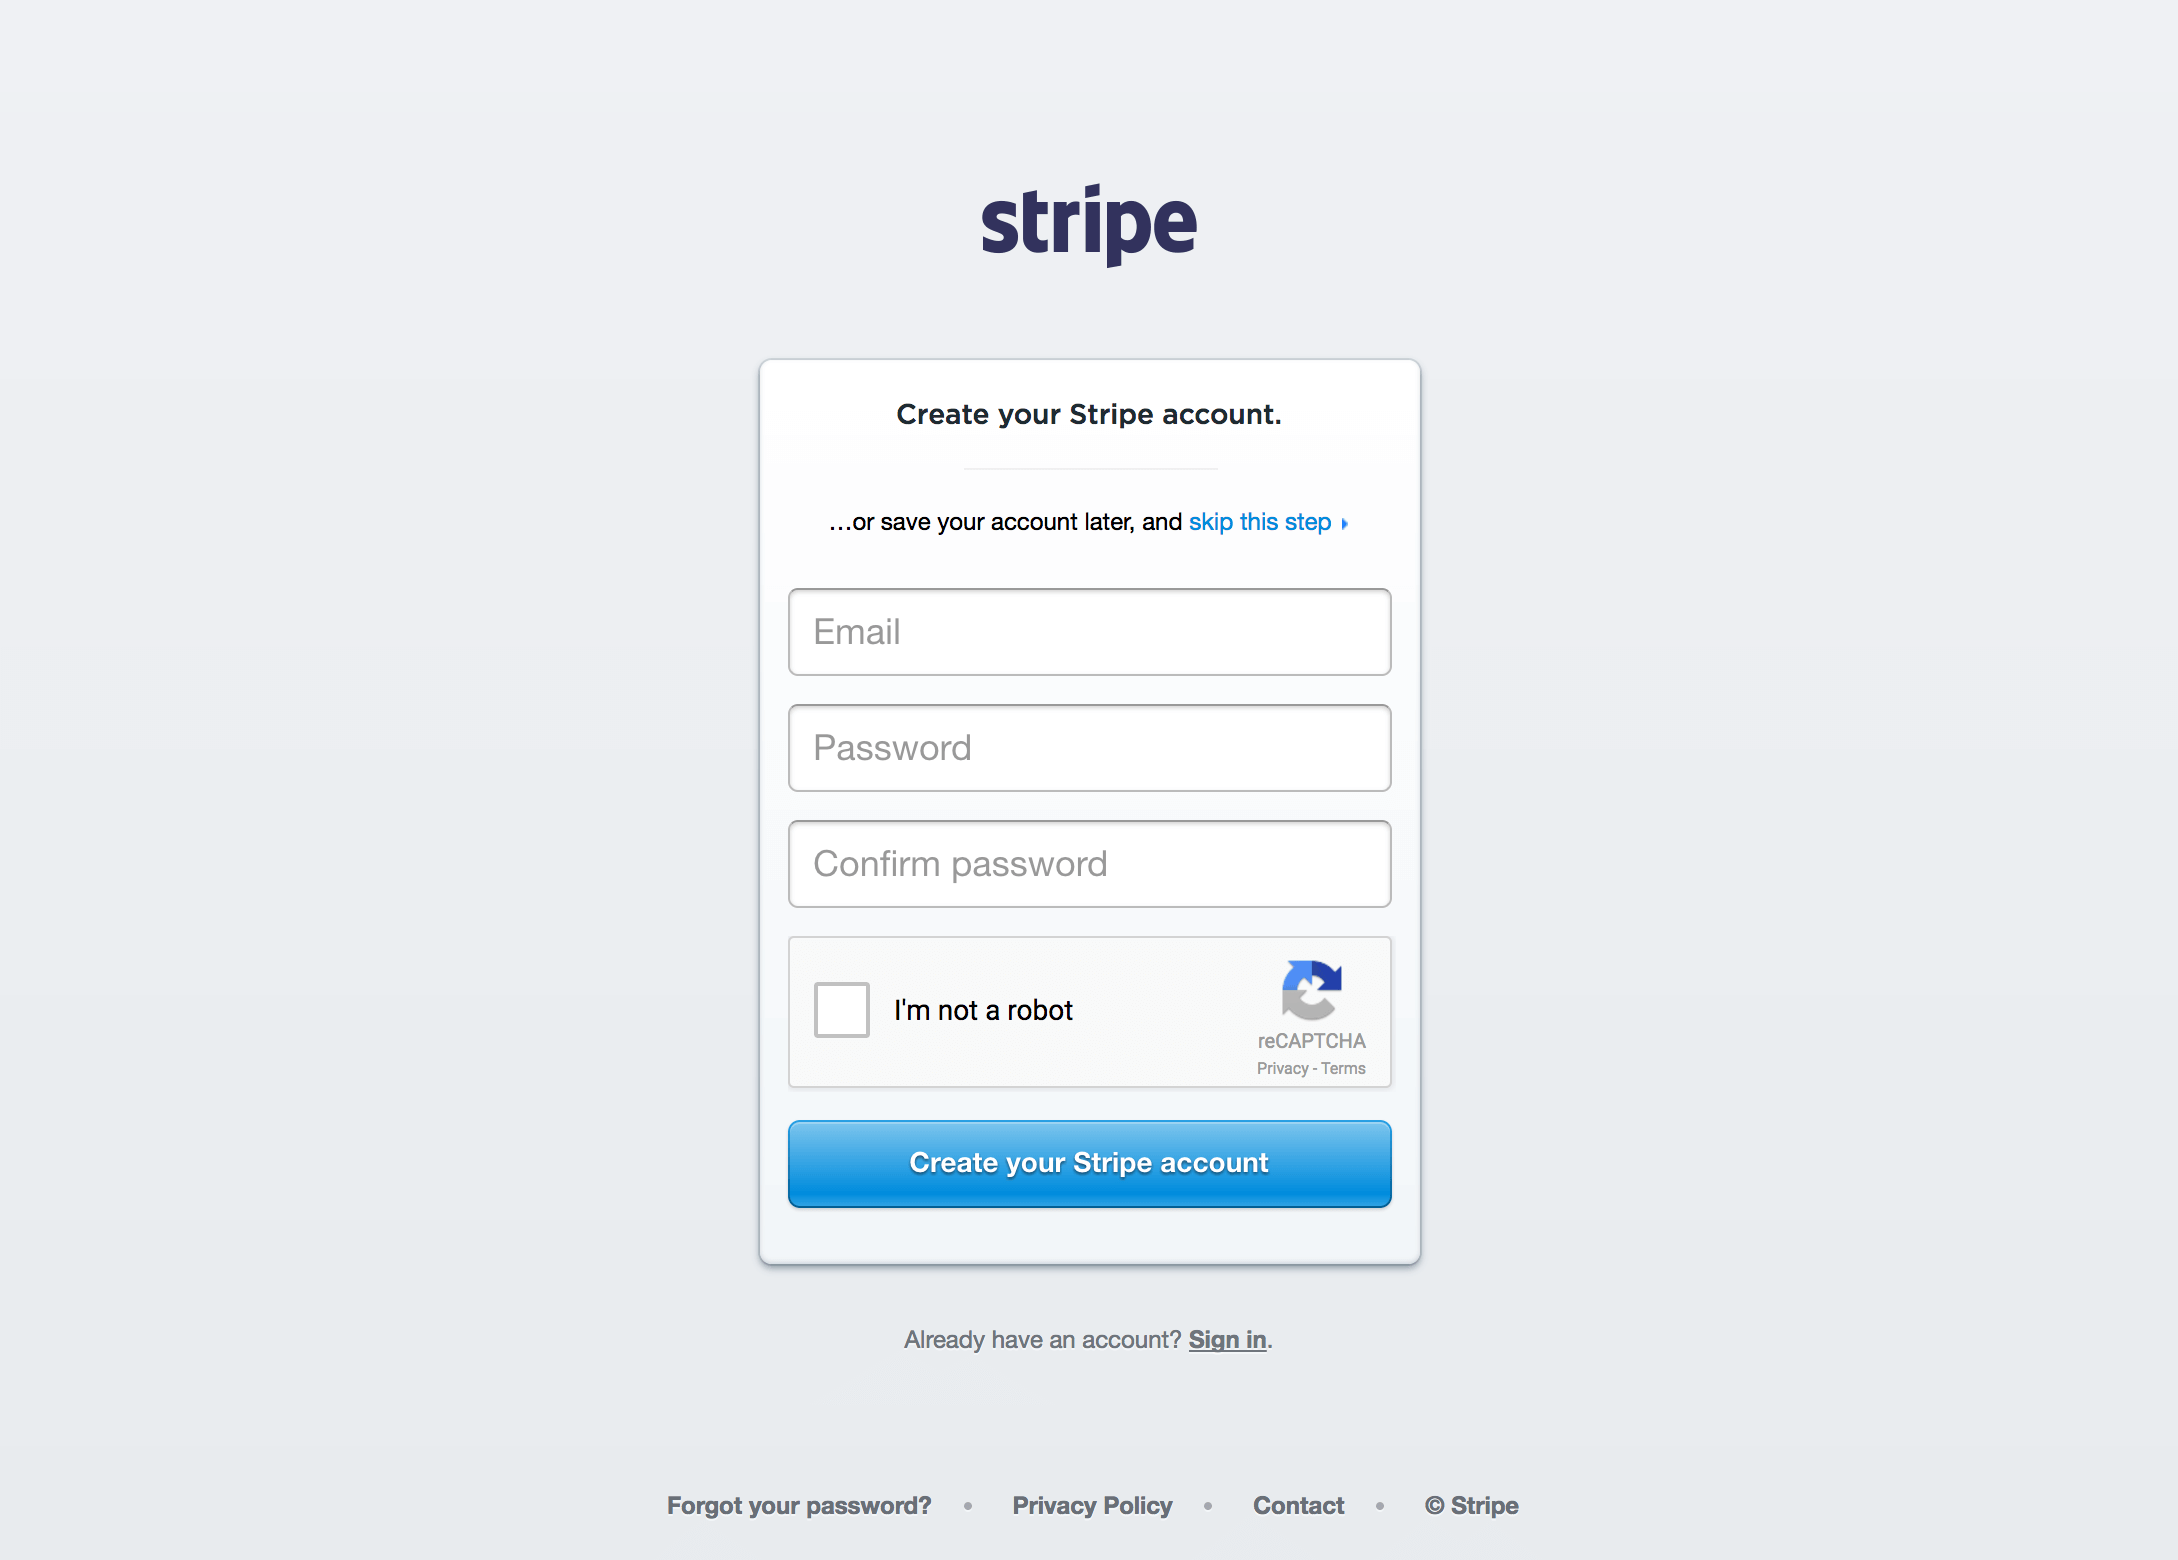 stripe
Create your Stripe account.
...or save your account later, and skip this step
Email
Password
Confirm password
I'm not a robot
reCAPTCHA
Privacy - Terms
Create your Stripe account
Already have an account? Sign in.
Forgot your password? • Privacy Policy • Contact • © Stripe